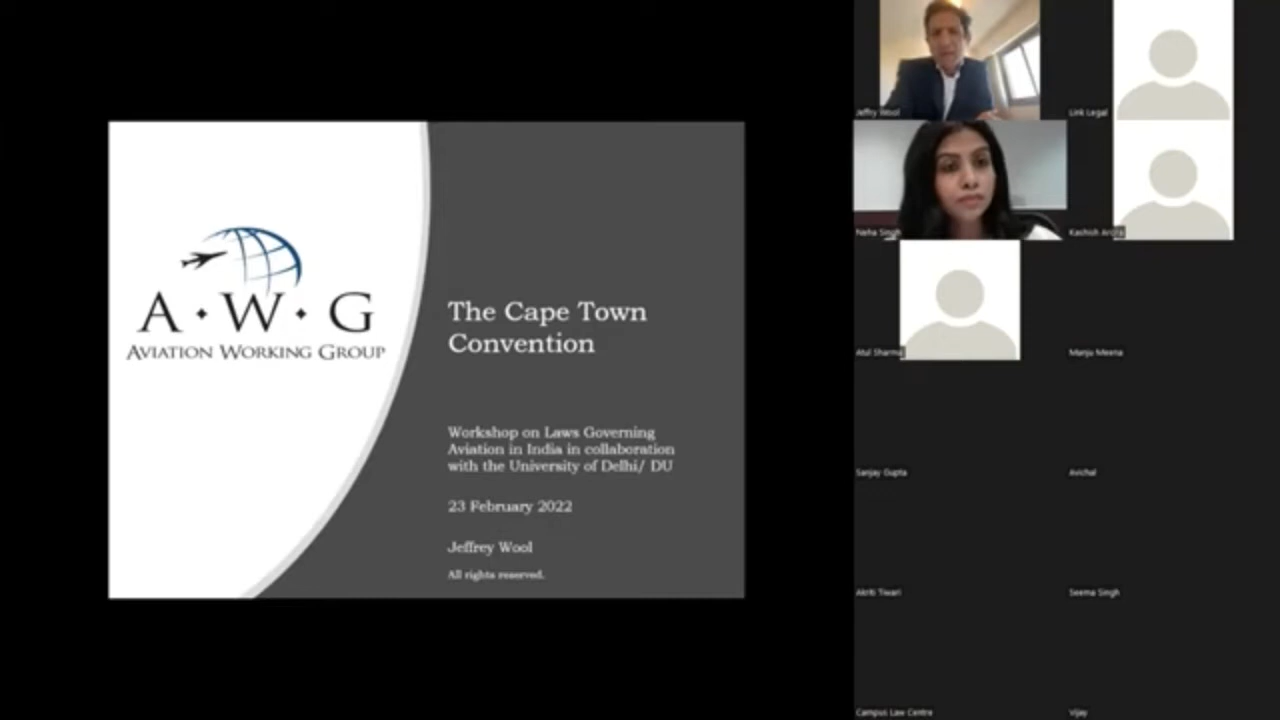 A·W·G
AVIATION WORKING GROUP
The Cape Town
Convention
Workshop on Laws Governing
Aviation in India in collaboration
with the University of Delhi/ DU
23 February 2022
Jeffrey Wool
All rights reserved.
Jeffry Wool
Link Legal
Neha Singh
Kashish Arora
Atul Sharma
Manju Meena
Sanjay Gupta
Avichal
Akriti Tiwari
Seema Singh
Campus Law Centre
Vijay